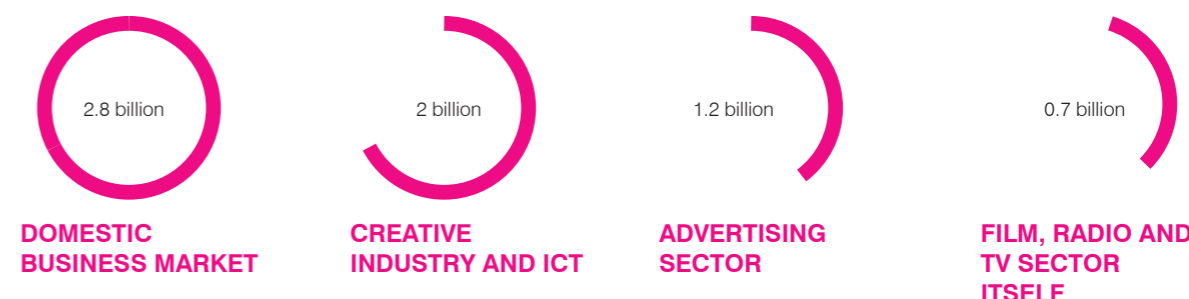 2.8 billion
DOMESTIC
BUSINESS MARKET
2 billion
CREATIVE
INDUSTRY AND ICT
1.2 billion
ADVERTISING
SECTOR
0.7 billion
FILM, RADIO AND
TV SECTOR
ITSELF